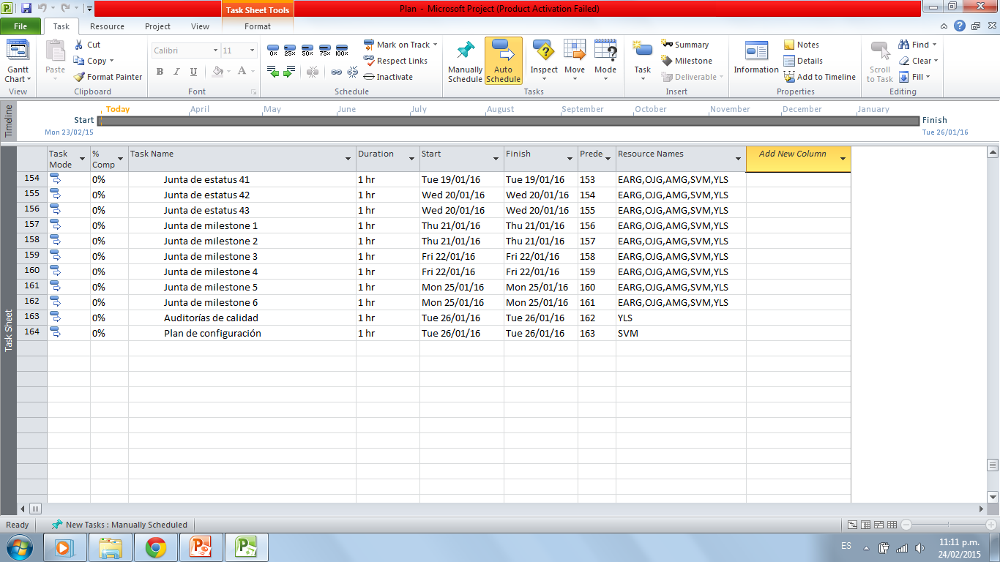 Task Sheet Tools
Plan - Microsoft Project (Product Activation Failed)
File Task Resource Project View Format
Gantt Chart
Paste
Cut
Copy
Format Painter
Calibri 11
B I U A
0% 25% 50% 75% 100%
Mark on Track
Respect Links
Inactivate
Manually Schedule
Auto Schedule
Inspect
Move
Mode
Task
Summary
Milestone
Deliverable
Information
Notes
Details
Add to Timeline
Scroll to Task
Find
Clear
Fill
View Clipboard Font Schedule Tasks Insert Properties Editing
Timeline
Today April May June July August September October November December January
Start Finish
Mon 23/02/15 Tue 26/01/16
Task Sheet
Task Mode % Comp Task Name Duration Start Finish Prede Resource Names Add New Column
154 0% Junta de estatus 41 1 hr Tue 19/01/16 Tue 19/01/16 153 EARG,OJG,AMG,SVM,YLS
155 0% Junta de estatus 42 1 hr Wed 20/01/16 Wed 20/01/16 154 EARG,OJG,AMG,SVM,YLS
156 0% Junta de estatus 43 1 hr Wed 20/01/16 Wed 20/01/16 155 EARG,OJG,AMG,SVM,YLS
157 0% Junta de milestone 1 1 hr Thu 21/01/16 Thu 21/01/16 156 EARG,OJG,AMG,SVM,YLS
158 0% Junta de milestone 2 1 hr Thu 21/01/16 Thu 21/01/16 157 EARG,OJG,AMG,SVM,YLS
159 0% Junta de milestone 3 1 hr Fri 22/01/16 Fri 22/01/16 158 EARG,OJG,AMG,SVM,YLS
160 0% Junta de milestone 4 1 hr Fri 22/01/16 Fri 22/01/16 159 EARG,OJG,AMG,SVM,YLS
161 0% Junta de milestone 5 1 hr Mon 25/01/16 Mon 25/01/16 160 EARG,OJG,AMG,SVM,YLS
162 0% Junta de milestone 6 1 hr Mon 25/01/16 Mon 25/01/16 161 EARG,OJG,AMG,SVM,YLS
163 0% Auditorías de calidad 1 hr Tue 26/01/16 Tue 26/01/16 162 YLS
164 0% Plan de configuración 1 hr Tue 26/01/16 Tue 26/01/16 163 SVM
Ready New Tasks : Manually Scheduled
ES
11:11 p.m.
24/02/2015